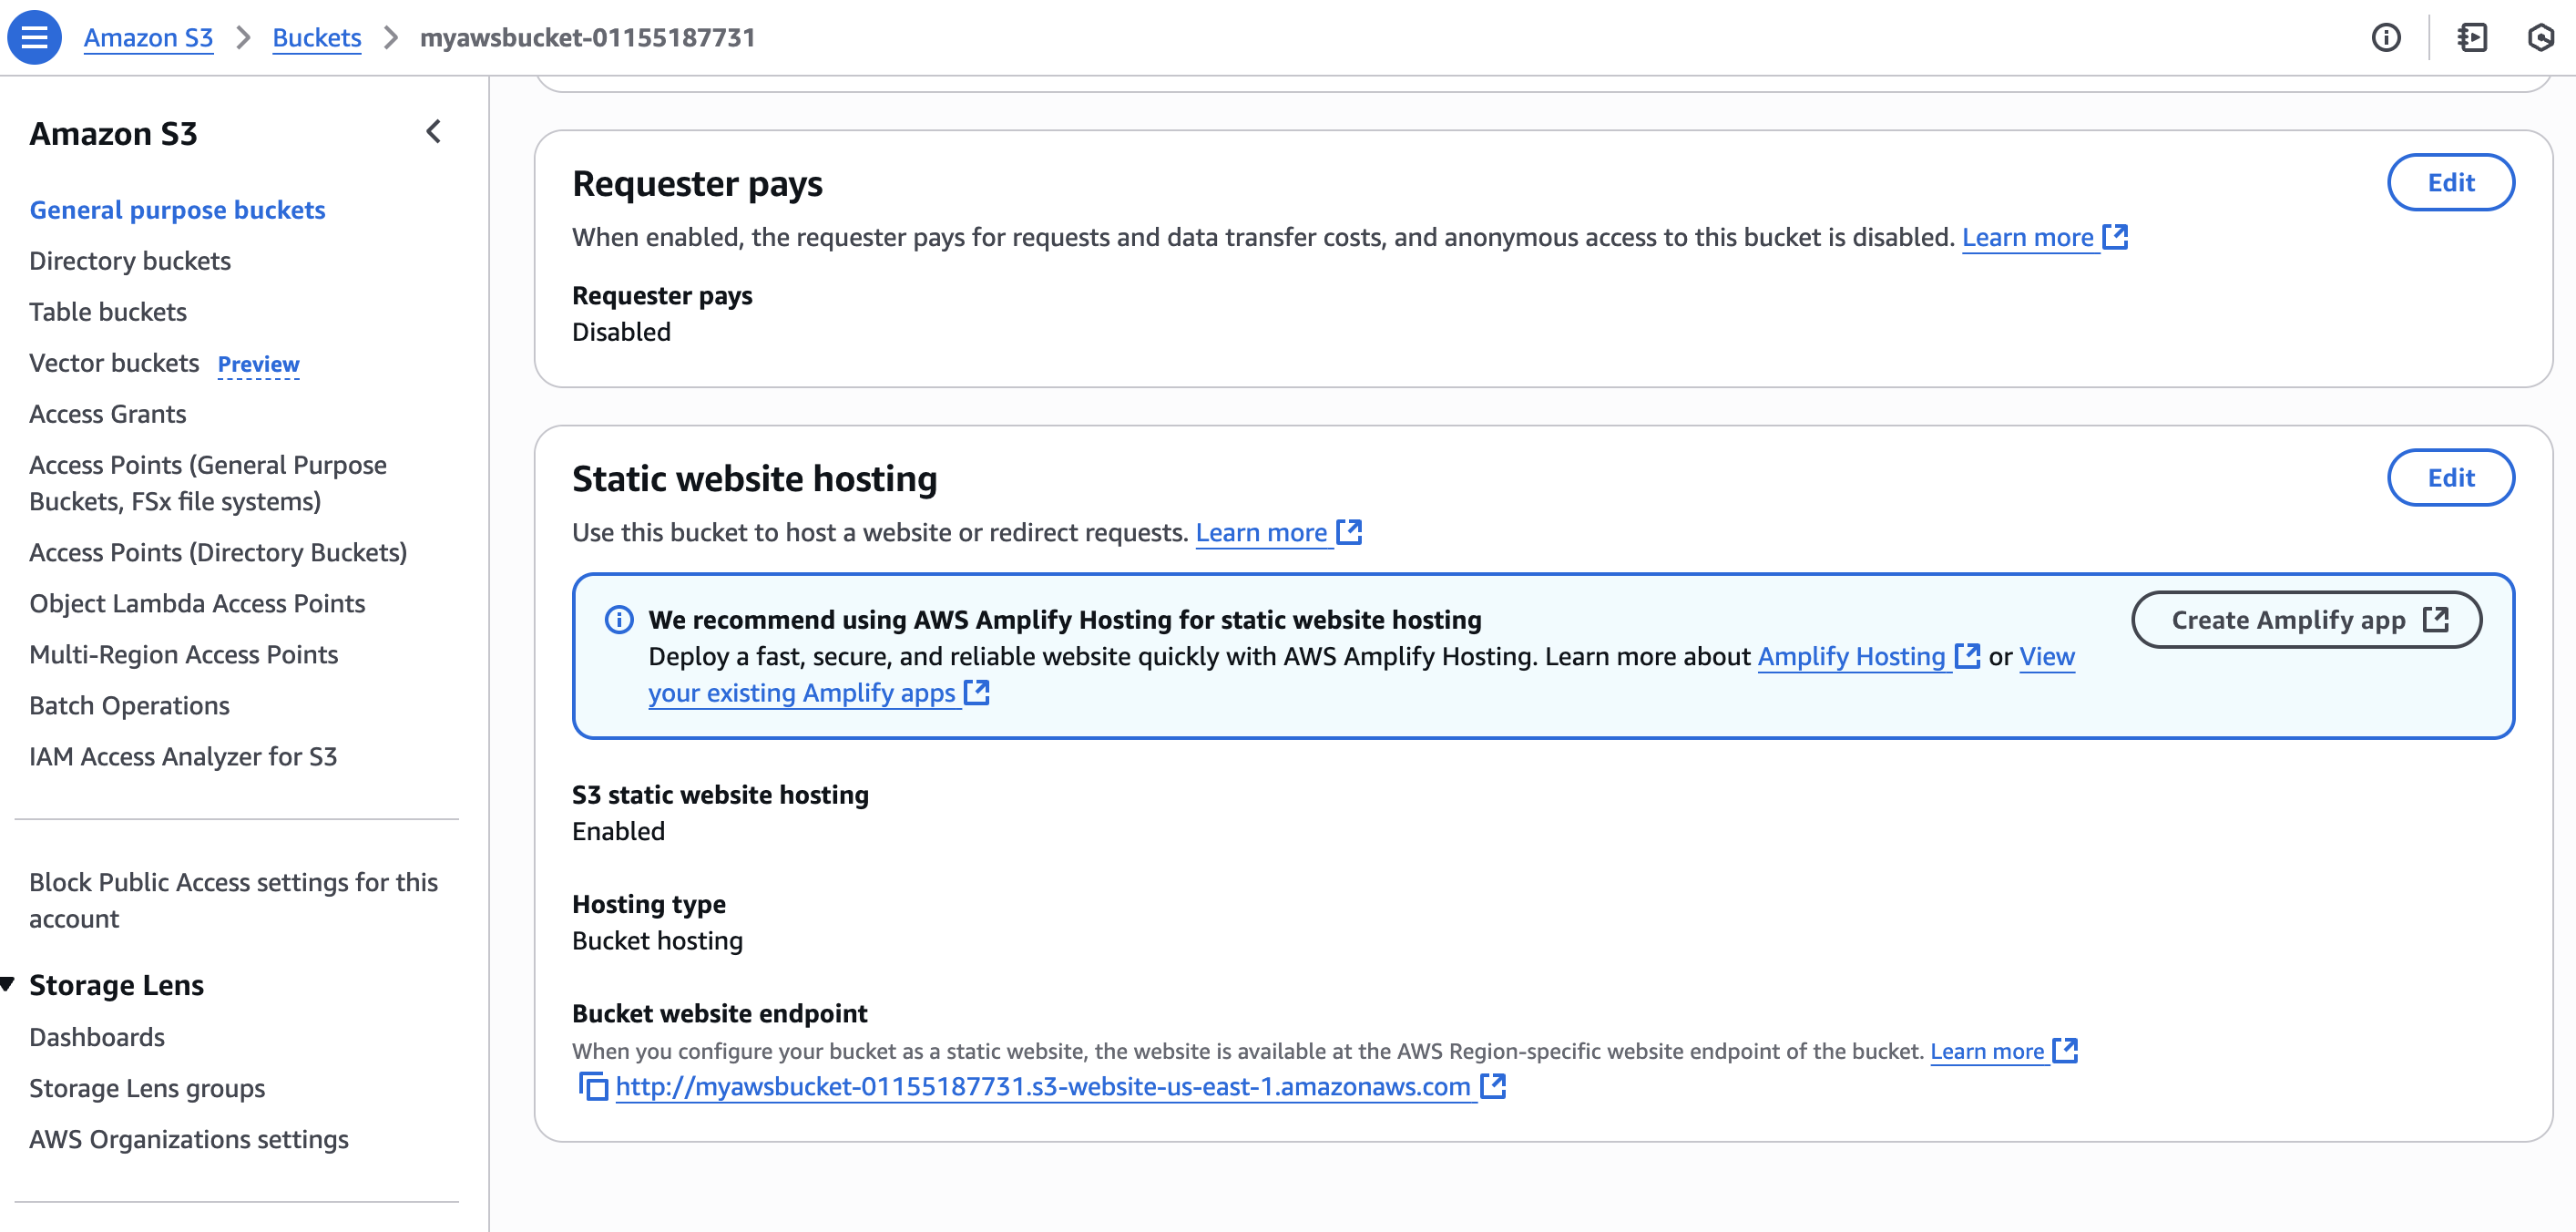 Amazon S3 > Buckets > myawsbucket-01155187731
Amazon S3
General purpose buckets
Directory buckets
Table buckets
Vector buckets Preview
Access Grants
Access Points (General Purpose
Buckets, FSx file systems)
Access Points (Directory Buckets)
Object Lambda Access Points
Multi-Region Access Points
Batch Operations
IAM Access Analyzer for S3
Block Public Access settings for this
account
Storage Lens
Dashboards
Storage Lens groups
AWS Organizations settings
Requester pays
Edit
When enabled, the requester pays for requests and data transfer costs, and anonymous access to this bucket is disabled. Learn more
Requester pays
Disabled
Static website hosting
Edit
Use this bucket to host a website or redirect requests. Learn more
We recommend using AWS Amplify Hosting for static website hosting
Create Amplify app
Deploy a fast, secure, and reliable website quickly with AWS Amplify Hosting. Learn more about Amplify Hosting or View
your existing Amplify apps
S3 static website hosting
Enabled
Hosting type
Bucket hosting
Bucket website endpoint
When you configure your bucket as a static website, the website is available at the AWS Region-specific website endpoint of the bucket. Learn more
http://myawsbucket-01155187731.s3-website-us-east-1.amazonaws.com